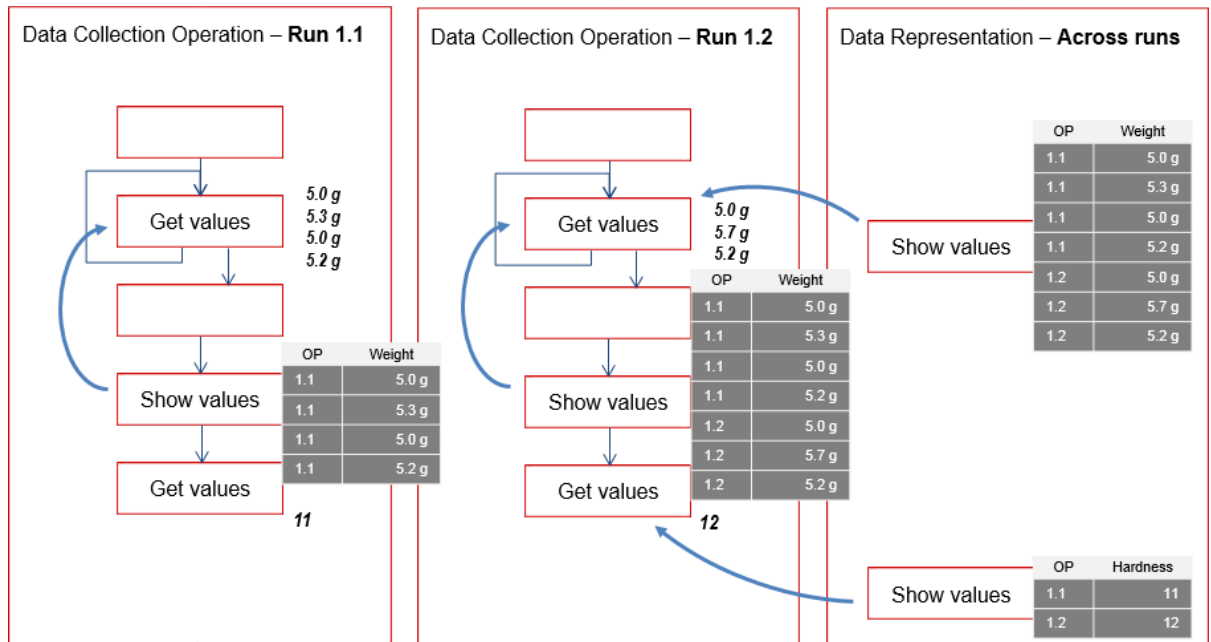 Data Collection Operation – Run 1.1
Get values
5.0 g
5.3 g
5.0 g
5.2 g
Show values
OP Weight
1.1 5.0 g
1.1 5.3 g
1.1 5.0 g
1.1 5.2 g
Get values
11
Data Collection Operation – Run 1.2
Get values
5.0 g
5.7 g
5.2 g
OP Weight
1.1 5.0 g
1.1 5.3 g
1.1 5.0 g
1.1 5.2 g
1.2 5.0 g
1.2 5.7 g
1.2 5.2 g
Show values
Get values
12
Data Representation – Across runs
OP Weight
1.1 5.0 g
1.1 5.3 g
1.1 5.0 g
1.1 5.2 g
1.2 5.0 g
1.2 5.7 g
1.2 5.2 g
Show values
OP Hardness
1.1 11
1.2 12
Show values